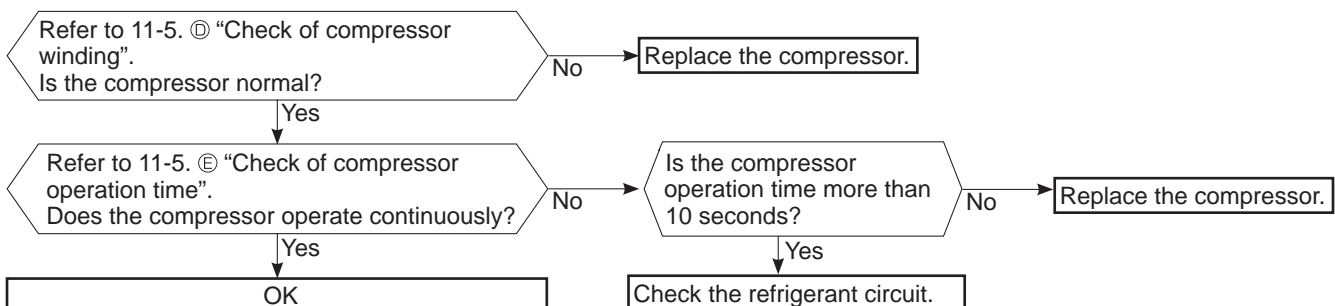 Refer to 11-5. Ⓓ “Check of compressor
winding”.
Is the compressor normal?
No
Replace the compressor.
Yes
Refer to 11-5. Ⓔ “Check of compressor
operation time”.
Does the compressor operate continuously?
No
Is the compressor
operation time more than
10 seconds?
No
Replace the compressor.
Yes
Yes
OK
Check the refrigerant circuit.